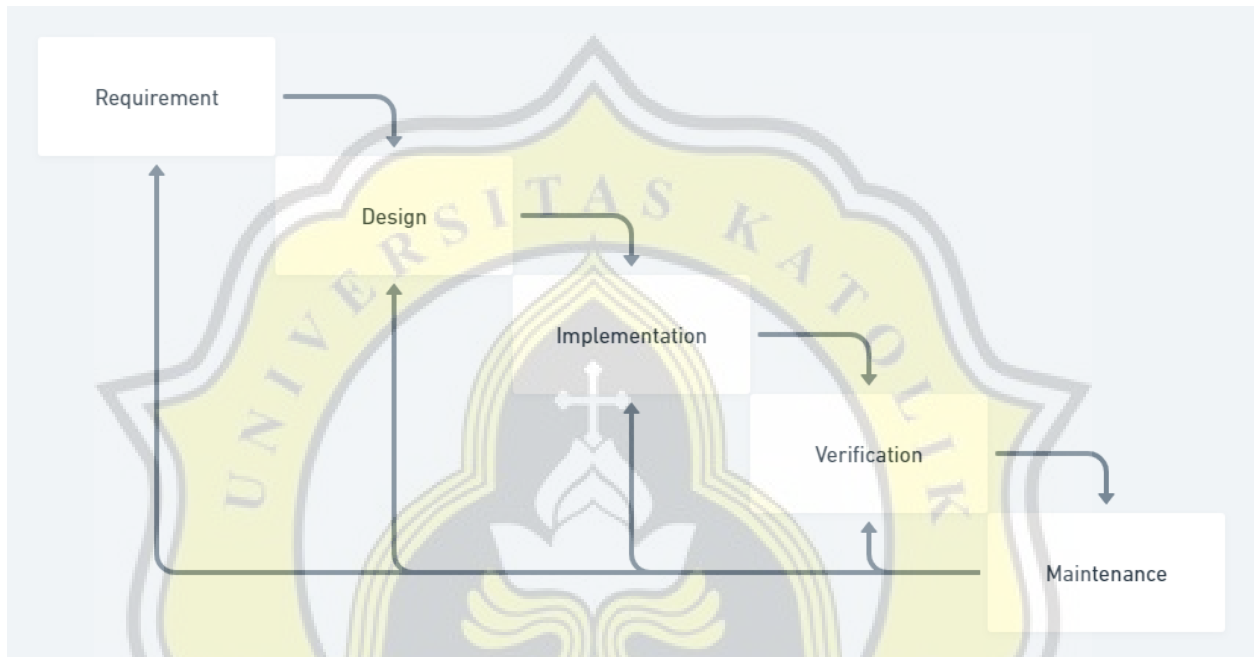 Requirement
Design
UNIVERSITAS KATOLIK
Implementation
Verification
Maintenance